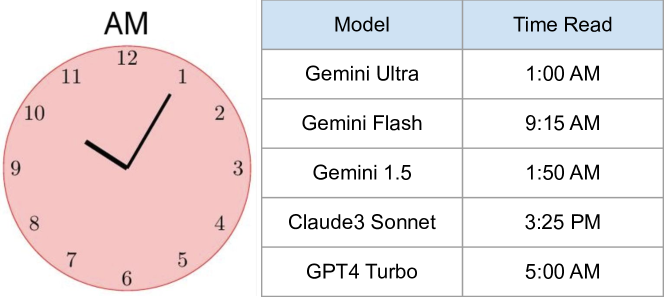 AM
12
1
2
3
4
5
6
7
8
9
10
11
Model Time Read
Gemini Ultra 1:00 AM
Gemini Flash 9:15 AM
Gemini 1.5 1:50 AM
Claude3 Sonnet 3:25 PM
GPT4 Turbo 5:00 AM